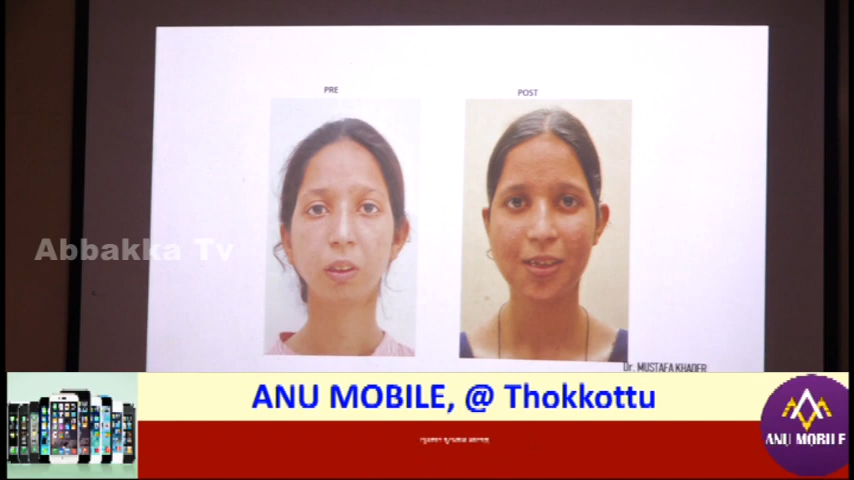 PRE
POST
Abbakka Tv
Dr. MUSTAFA KHADER
ANU MOBILE, @ Thokkottu
ANU MOBILE